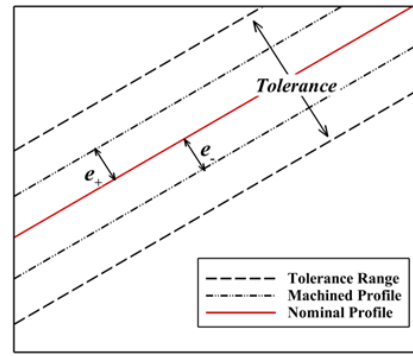 Tolerance
e+
e-
Tolerance Range
Machined Profile
Nominal Profile